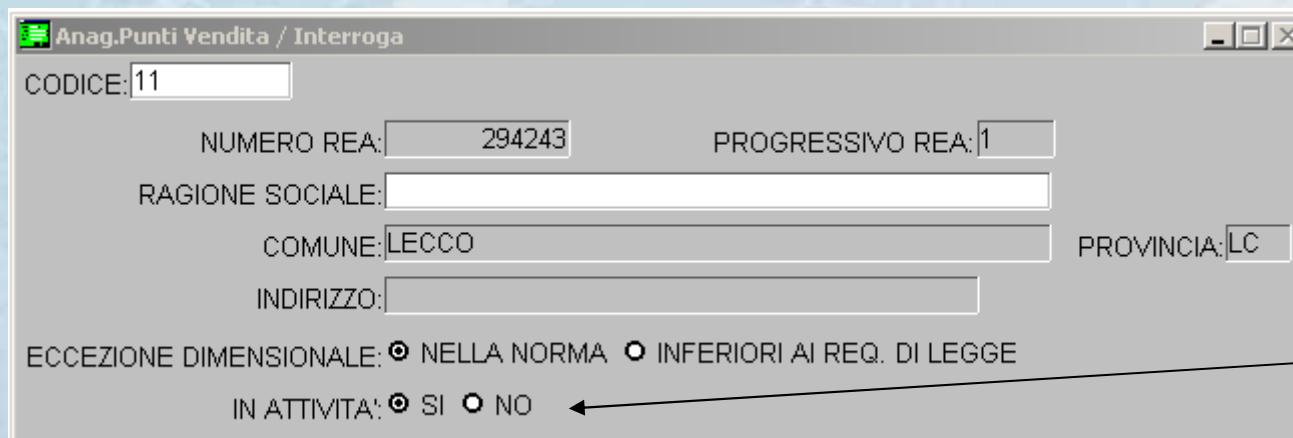 Anag.Punti Vendita / Interroga
CODICE: 11
NUMERO REA: 294243 PROGRESSIVO REA: 1
RAGIONE SOCIALE:
COMUNE: LECCO PROVINCIA: LC
INDIRIZZO:
ECCEZIONE DIMENSIONALE: NELLA NORMA INFERIORI AI REQ. DI LEGGE
IN ATTIVITA': SI NO